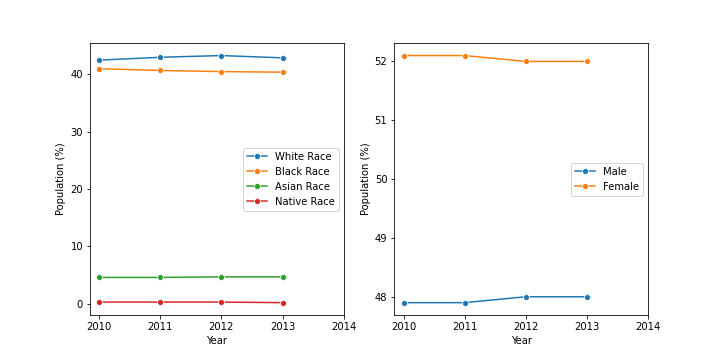 Population (%)
40
30
20
10
0
2010 2011 2012 2013 2014
Year
White Race
Black Race
Asian Race
Native Race
Population (%)
52
51
50
49
48
2010 2011 2012 2013 2014
Year
Male
Female